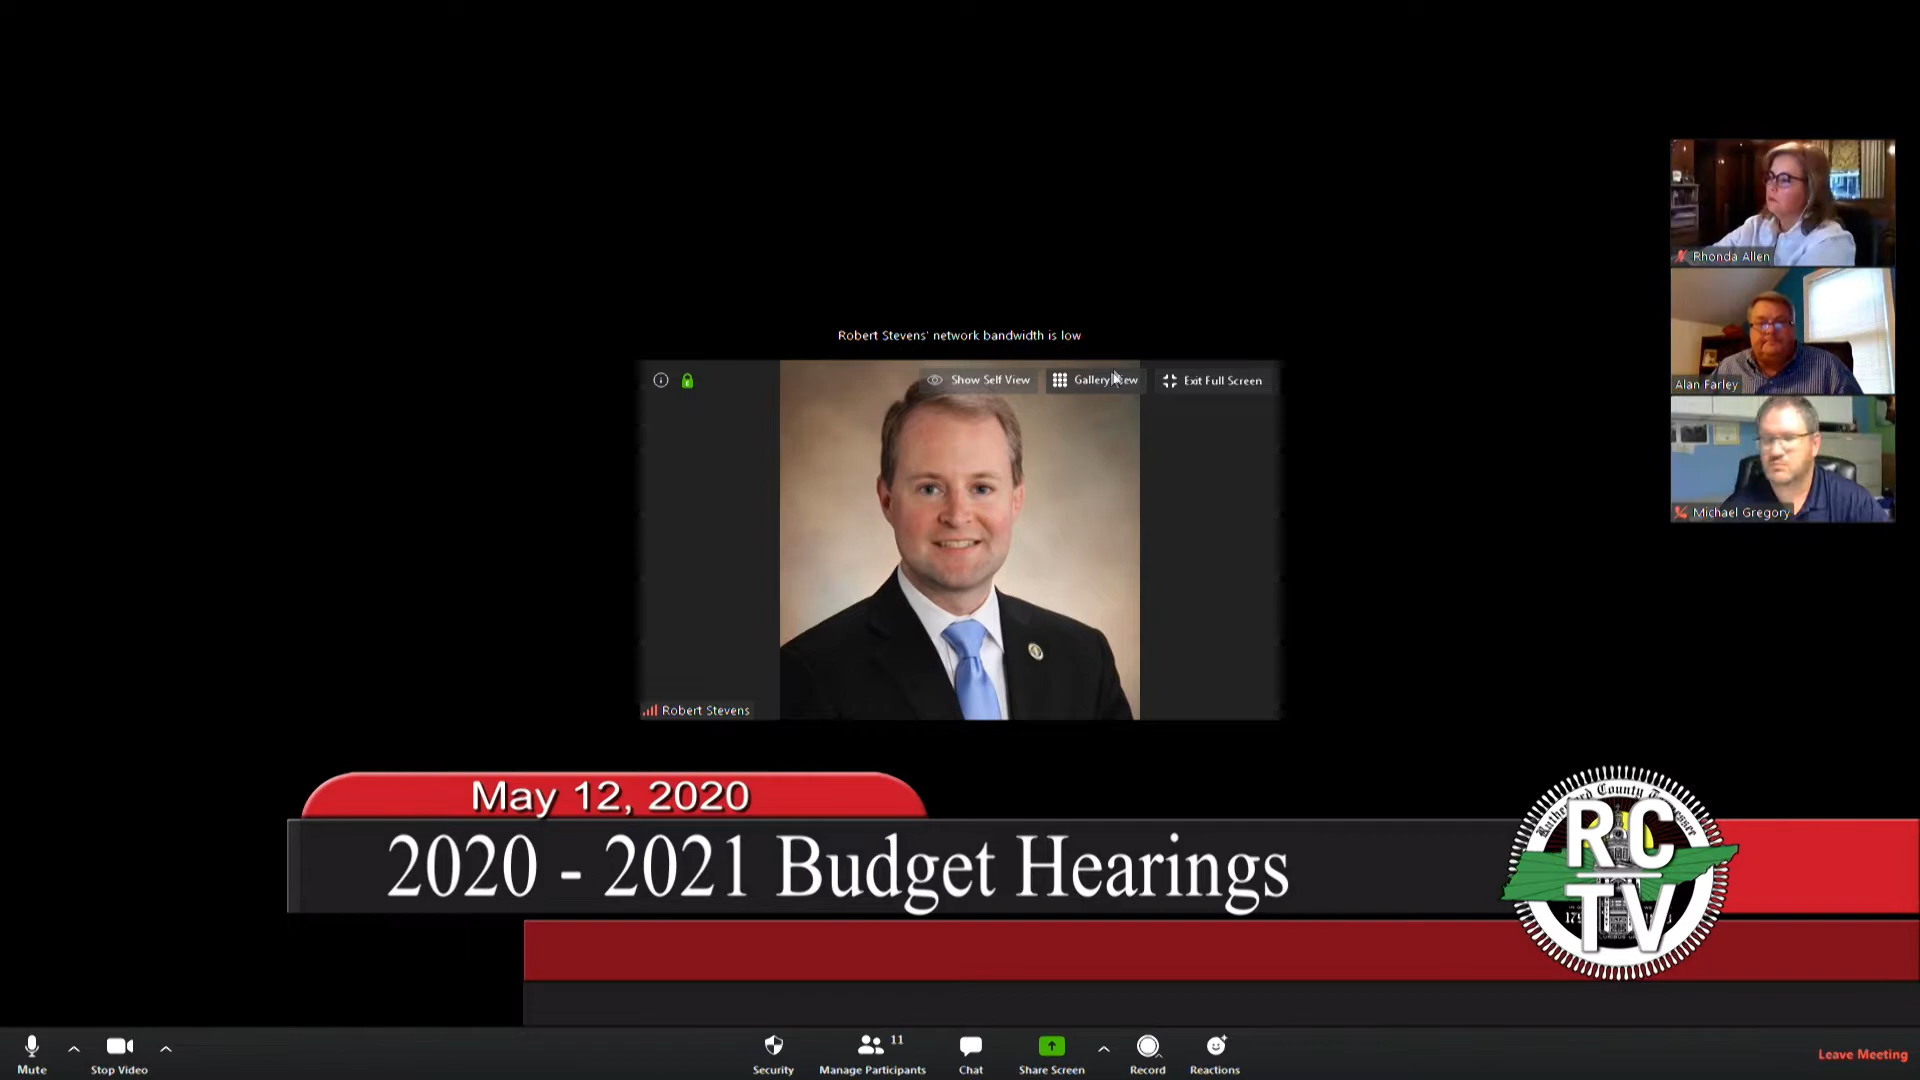 Rhonda Allen
Robert Stevens' network bandwidth is low
Show Self View
Gallery
Exit Full Screen
Alan Farley
Michael Gregory
Robert Stevens
May 12, 2020
2020 - 2021 Budget Hearings
County
RC
TV
Mute
Stop Video
Security
Manage Participants
11
Chat
Share Screen
Record
Reactions
Leave Meeting